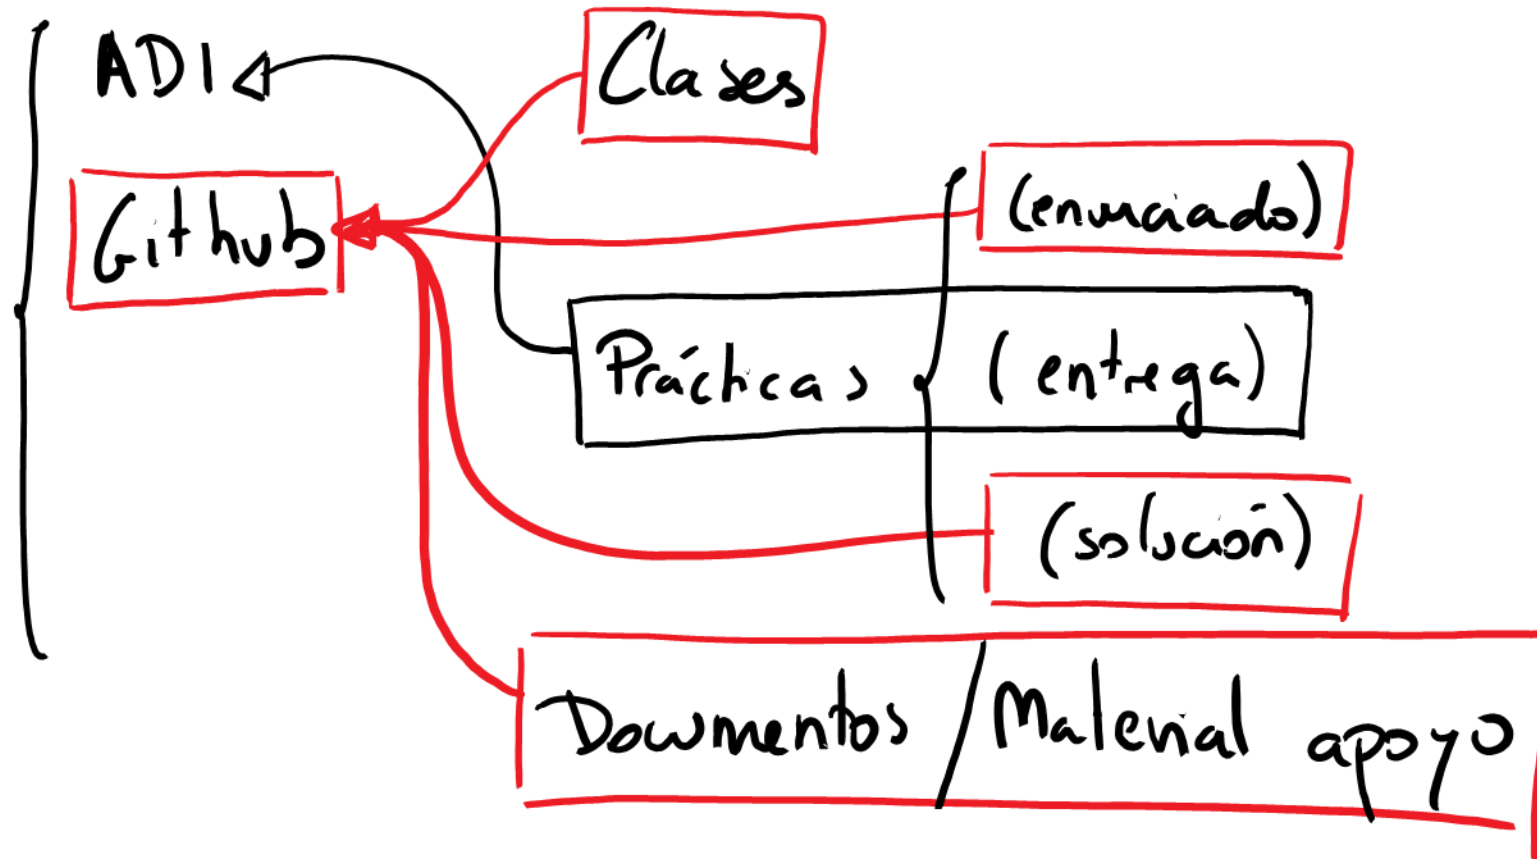 ADI
Clases
Github
(enunciado)
Prácticas
(entrega)
(solución)
Documentos / Material apoyo